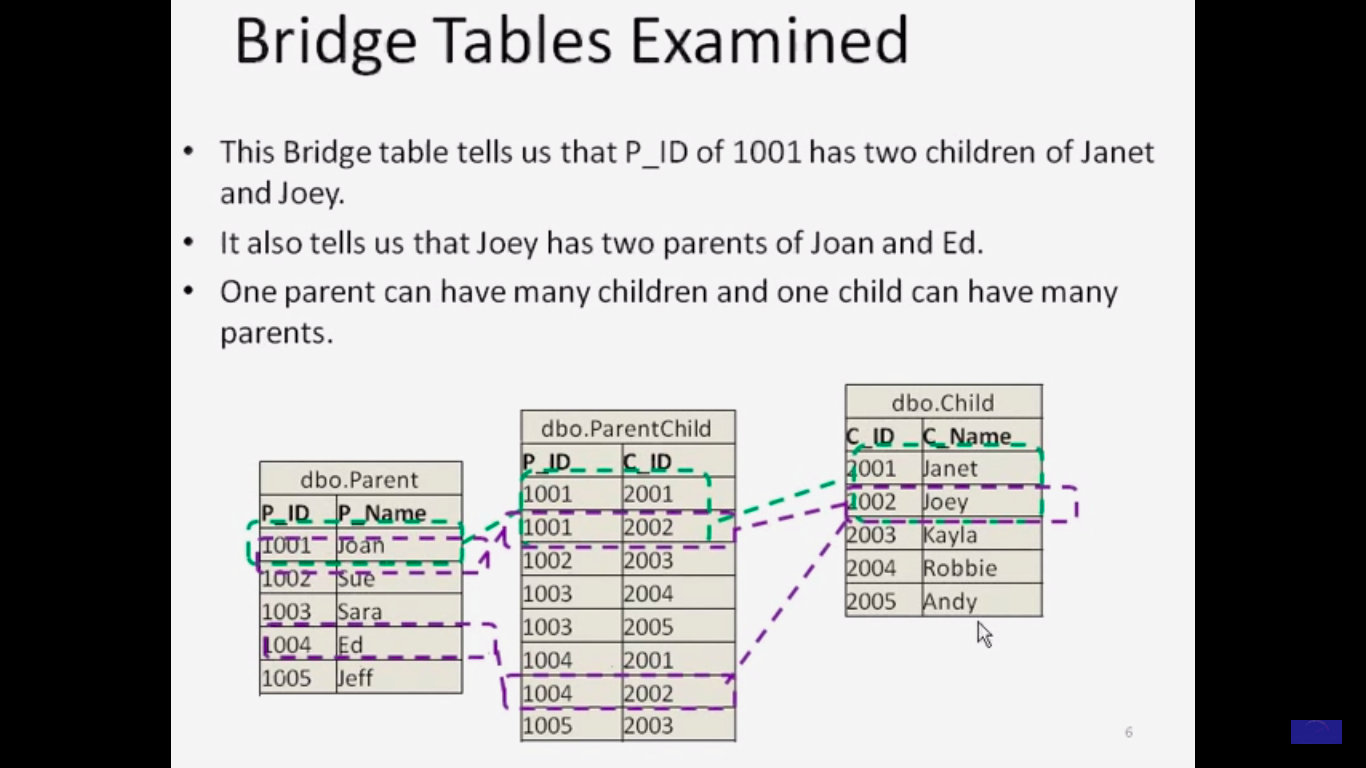 Bridge Tables Examined
• This Bridge table tells us that P_ID of 1001 has two children of Janet
and Joey.
• It also tells us that Joey has two parents of Joan and Ed.
• One parent can have many children and one child can have many
parents.
dbo.Parent
P_ID P_Name
1001 Joan
1002 Sue
1003 Sara
1004 Ed
1005 Jeff
dbo.ParentChild
P_ID C_ID
1001 2001
1001 2002
1002 2003
1003 2004
1003 2005
1004 2001
1004 2002
1005 2003
dbo.Child
C_ID C_Name
2001 Janet
2002 Joey
2003 Kayla
2004 Robbie
2005 Andy
6